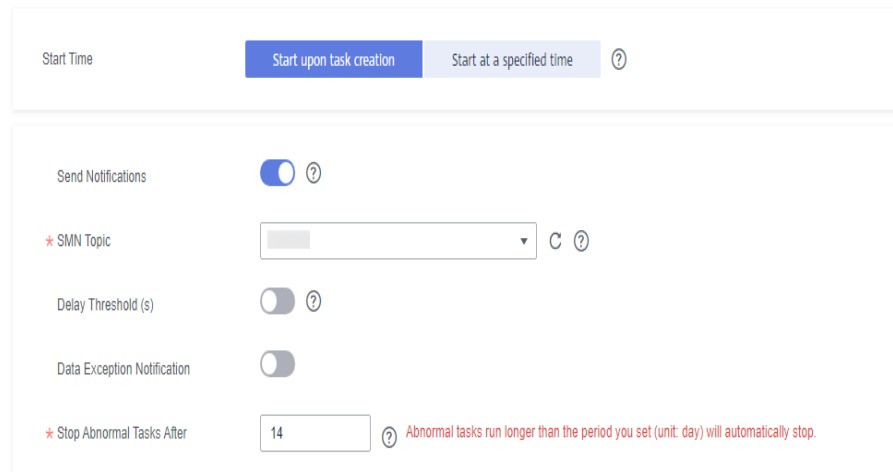 Start Time
Start upon task creation
Start at a specified time
?
Send Notifications
?
* SMN Topic
?
Delay Threshold (s)
?
Data Exception Notification
* Stop Abnormal Tasks After
14
?
Abnormal tasks run longer than the period you set (unit: day) will automatically stop.